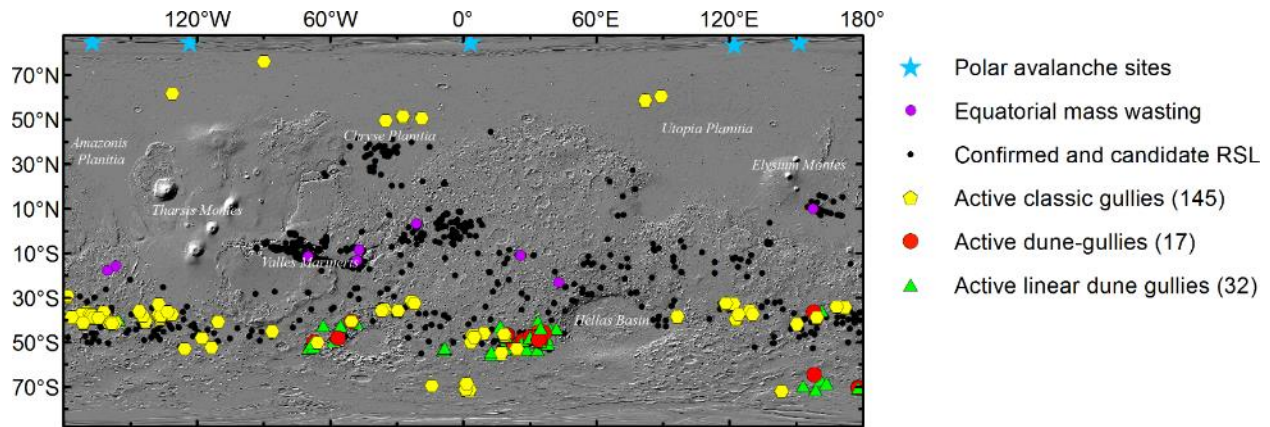 120°W 60°W 0° 60°E 120°E 180°
70°N
50°N
30°N
10°N
10°S
30°S
50°S
70°S
Amazonis
Planitia
Tharsis Montes
Chryse Planitia
Valles Marineris
Utopia Planitia
Elysium Montes
Hellas Basin
Polar avalanche sites
Equatorial mass wasting
Confirmed and candidate RSL
Active classic gullies (145)
Active dune-gullies (17)
Active linear dune gullies (32)